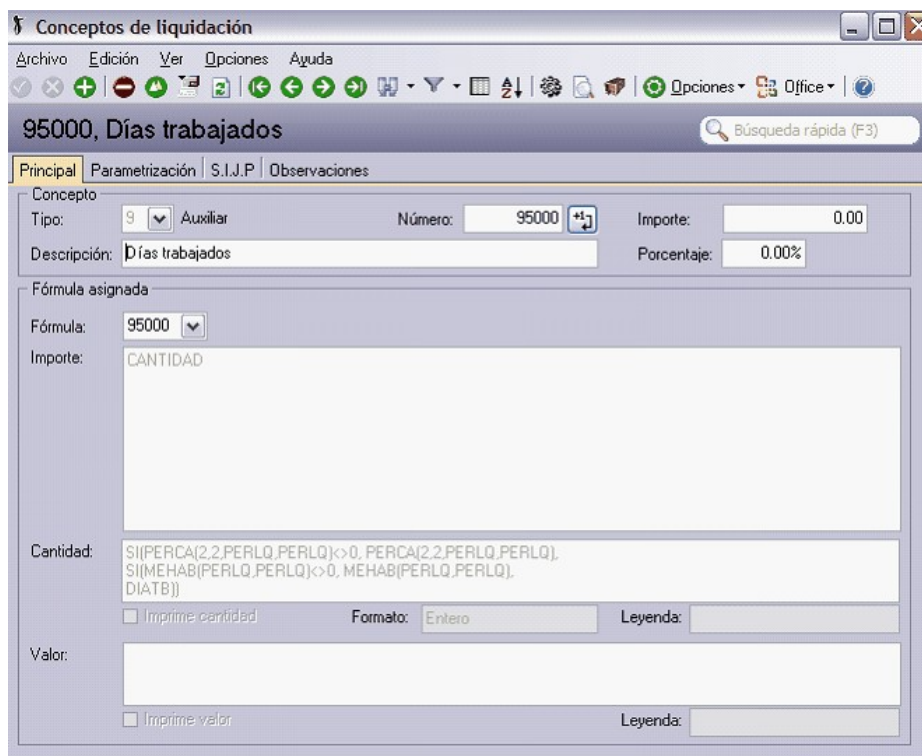 Conceptos de liquidación
Archivo Edición Ver Opciones Ayuda
Opciones Office
95000, Días trabajados
Búsqueda rápida (F3)
Principal Parametrización S.I.J.P Observaciones
Concepto
Tipo: 9 Auxiliar Número: 95000 +1 Importe: 0.00
Descripción: Días trabajados Porcentaje: 0.00%
Fórmula asignada
Fórmula: 95000
Importe: CANTIDAD
Cantidad: SI(PERCA(2,2,PERLQ,PERLQ)<>0, PERCA(2,2,PERLQ,PERLQ),
SI(MEHAB(PERLQ,PERLQ)<>0, MEHAB(PERLQ,PERLQ),
DIATB))
Imprime cantidad Formato: Entero Leyenda:
Valor:
Imprime valor Leyenda: